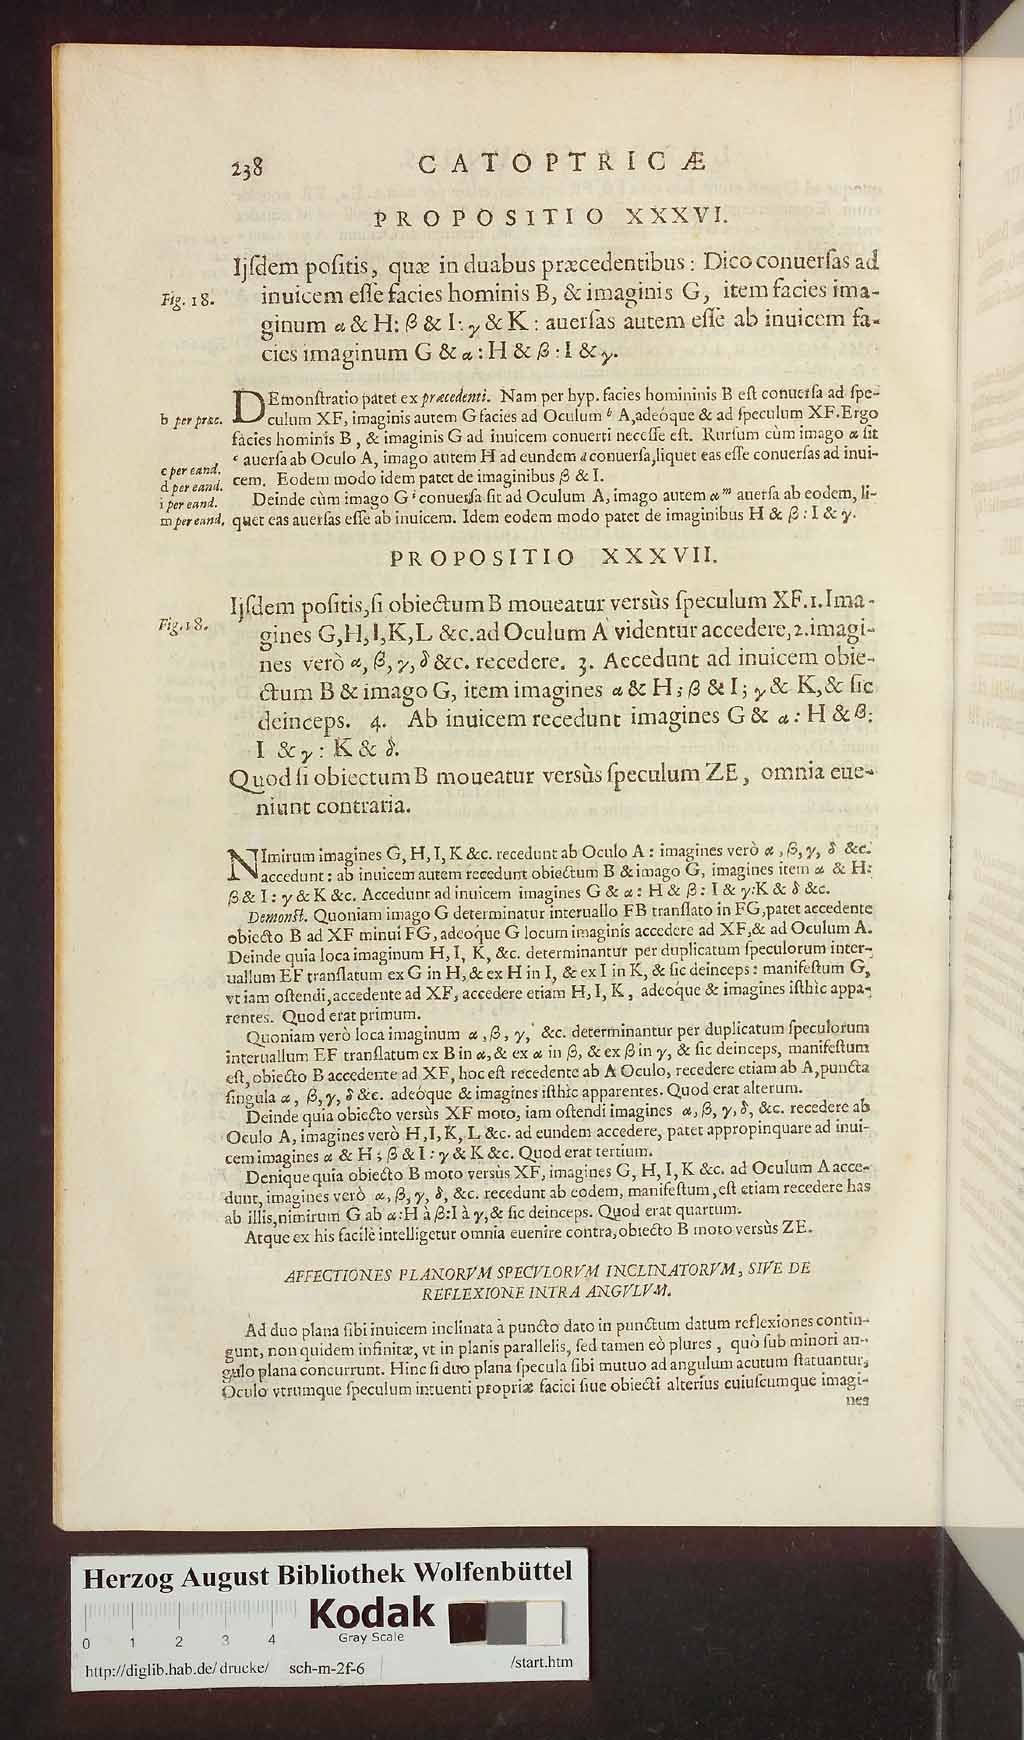 238 CATOPTRICÆ
PROPOSITIO XXXVI.
Ijſdem poſitis, quæ in duabus præcedentibus: Dico conuerſas ad
Fig. 18. inuicem eſſe facies hominis B, & imaginis G, item facies ima-
ginum α & H: β & I: γ & K: auerſas autem eſſe ab inuicem fa-
cies imaginum G & α: H & β: I & γ.
DEmonſtratio patet ex præcedenti. Nam per hyp. facies homininis B eſt conuerſa ad ſpe-
b per præc. culum XF, imaginis autem G facies ad Oculum b A, adeóque & ad ſpeculum XF. Ergo
facies hominis B, & imaginis G ad inuicem conuerti neceſſe eſt. Rurſum cùm imago α ſit
c per eand. c auerſa ab Oculo A, imago autem H ad eundem d conuerſa, liquet eas eſſe conuerſas ad inui-
d per eand. cem. Eodem modo idem patet de imaginibus β & I.
i per eand. Deinde cùm imago G i conuerſa ſit ad Oculum A, imago autem α m auerſa ab eodem, li-
m per eand. quet eas auerſas eſſe ab inuicem. Idem eodem modo patet de imaginibus H & β: I & γ.
PROPOSITIO XXXVII.
Fig. 18. Ijſdem poſitis, ſi obiectum B moueatur versùs ſpeculum XF. 1. Ima-
gines G, H, I, K, L &c. ad Oculum A videntur accedere, 2. imagi-
nes verò α, β, γ, δ &c. recedere. 3. Accedunt ad inuicem obie-
ctum B & imago G, item imagines α & H; β & I; γ & K, & ſic
deinceps. 4. Ab inuicem recedunt imagines G & α: H & β:
I & γ: K & δ.
Quod ſi obiectum B moueatur versùs ſpeculum ZE, omnia eue-
niunt contraria.
NImirum imagines G, H, I, K &c. recedunt ab Oculo A: imagines verò α, β, γ, δ &c.
accedunt: ab inuicem autem recedunt obiectum B & imago G, imagines item α & H:
β & I: γ & K &c. Accedunt ad inuicem imagines G & α: H & β: I & γ: K & δ &c.
Demonſt. Quoniam imago G determinatur interuallo FB tranſlato in FG, patet accedente
obiecto B ad XF minui FG, adeoque G locum imaginis accedere ad XF, & ad Oculum A.
Deinde quia loca imaginum H, I, K, &c. determinantur per duplicatum ſpeculorum inter-
uallum EF tranſlatum ex G in H, & ex H in I, & ex I in K, & ſic deinceps: manifeſtum G,
vt iam oſtendi, accedente ad XF, accedere etiam H, I, K, adeoque & imagines iſthìc appa-
rentes. Quod erat primum.
Quoniam verò loca imaginum α, β, γ, &c. determinantur per duplicatum ſpeculorum
interuallum EF tranſlatum ex B in α, & ex α in β, & ex β in γ, & ſic deinceps, manifeſtum
eſt, obiecto B accedente ad XF, hoc eſt recedente ab A Oculo, recedere etiam ab A, puncta
ſingula α, β, γ, δ &c. adeóque & imagines iſthìc apparentes. Quod erat alterum.
Deinde quia obiecto versùs XF moto, iam oſtendi imagines α, β, γ, δ, &c. recedere ab
Oculo A, imagines verò H, I, K, L &c. ad eundem accedere, patet appropinquare ad inui-
cem imagines α & H; β & I: γ & K &c. Quod erat tertium.
Denique quia obiecto B moto versùs XF, imagines G, H, I, K &c. ad Oculum A acce-
dunt, imagines verò α, β, γ, δ, &c. recedunt ab eodem, manifeſtum, eſt etiam recedere has
ab illis, nimirum G ab α: H à β: I à γ, & ſic deinceps. Quod erat quartum.
Atque ex his facilè intelligetur omnia euenire contra, obiecto B moto versùs ZE.
AFFECTIONES PLANORVM SPECVLORVM INCLINATORVM, SIVE DE
REFLEXIONE INTRA ANGVLVM.
Ad duo plana ſibi inuicem inclinata à puncto dato in punctum datum reflexiones contin-
gunt, non quidem infinitæ, vt in planis parallelis, ſed tamen eò plures, quò ſub minori an-
gulo plana concurrunt. Hinc ſi duo plana ſpecula ſibi mutuo ad angulum acutum ſtatuantur,
Oculo vtrumque ſpeculum intuenti propriæ faciei ſiue obiecti alterius cuiuſcumque imagi-
nes
Herzog August Bibliothek Wolfenbüttel
Kodak
Gray Scale
0 1 2 3 4
http://diglib.hab.de/drucke/ sch-m-2f-6 /start.htm